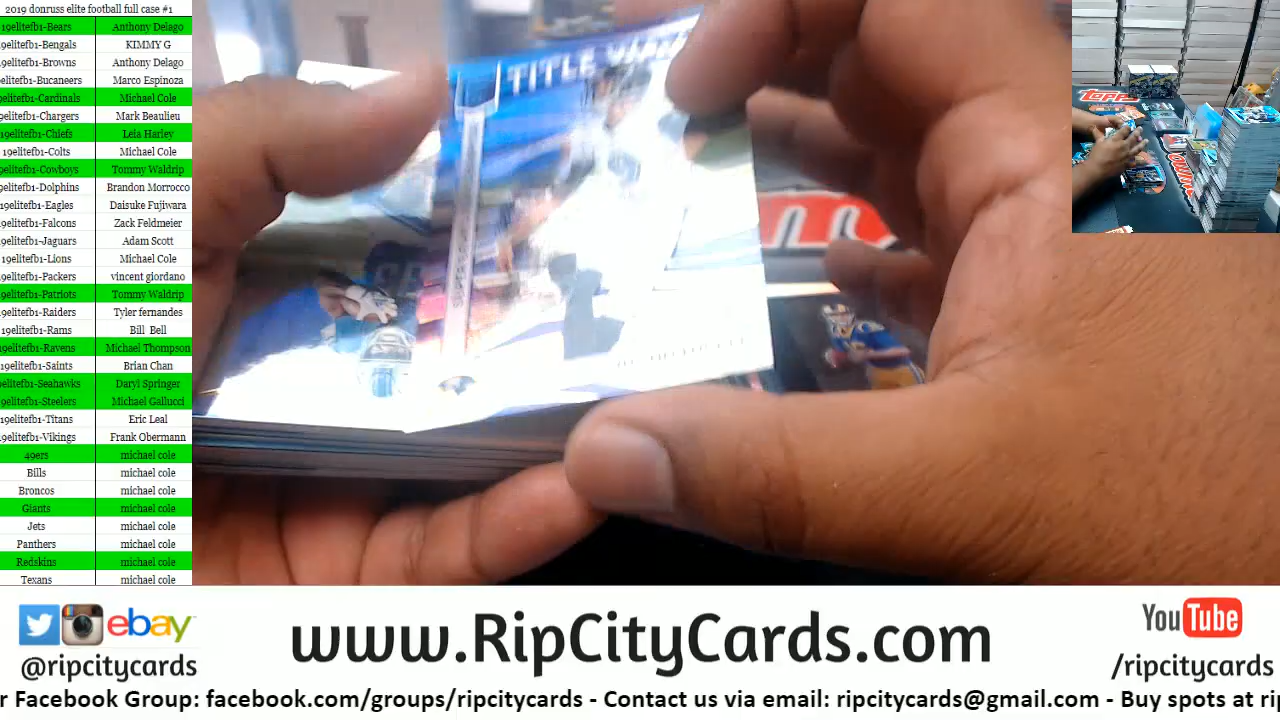 2019 donruss elite football full case #1
19elitefb1-Bears Anthony Delago
19elitefb1-Bengals KIMMY G
19elitefb1-Browns Anthony Delago
elitefb1-Bucaneers Marco Espinoza
9elitefb1-Cardinals Michael Cole
9elitefb1-Chargers Mark Beaulieu
19elitefb1-Chiefs Leia Harley
19elitefb1-Colts Michael Cole
9elitefb1-Cowboys Tommy Waldrip
9elitefb1-Dolphins Brandon Morrocco
19elitefb1-Eagles Daisuke Fujiwara
19elitefb1-Falcons Zack Feldmeier
19elitefb1-Jaguars Adam Scott
19elitefb1-Lions Michael Cole
19elitefb1-Packers vincent giordano
19elitefb1-Patriots Tommy Waldrip
19elitefb1-Raiders Tyler fernandes
19elitefb1-Rams Bill Bell
19elitefb1-Ravens Michael Thompson
19elitefb1-Saints Brian Chan
9elitefb1-Seahawks Daryl Springer
19elitefb1-Steelers Michael Gallucci
19elitefb1-Titans Eric Leal
19elitefb1-Vikings Frank Obermann
49ers michael cole
Bills michael cole
Broncos michael cole
Giants michael cole
Jets michael cole
Panthers michael cole
Redskins michael cole
Texans michael cole
TITLE
TOPPS
ebay
@ripcitycards
www.RipCityCards.com
YouTube
/ripcitycards
r Facebook Group: facebook.com/groups/ripcitycards - Contact us via email: ripcitycards@gmail.com - Buy spots at rip